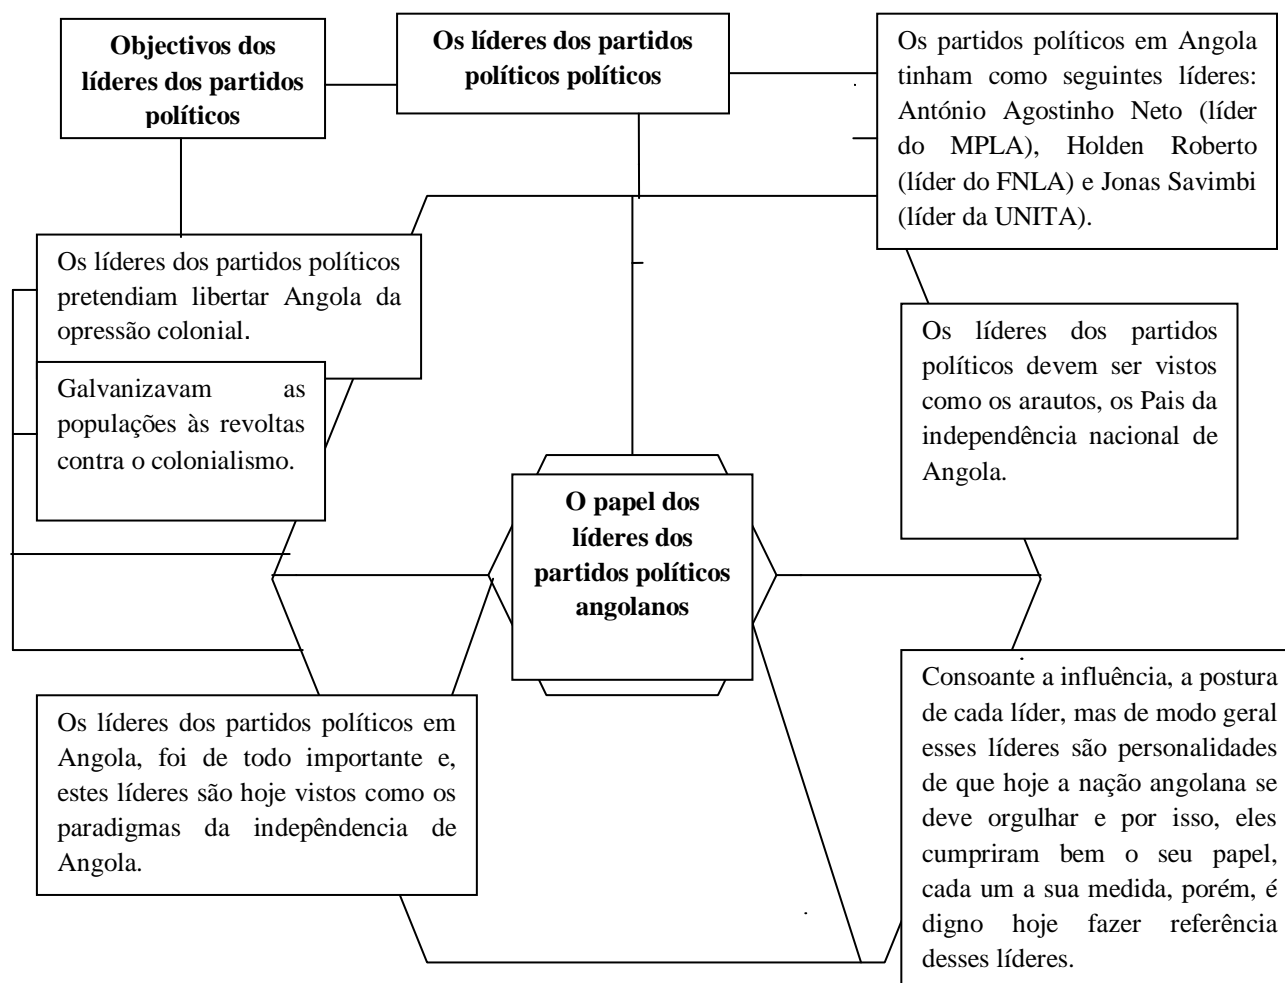 Objectivos dos
líderes dos partidos
políticos
Os líderes dos partidos
políticos políticos
Os partidos políticos em Angola
tinham como seguintes líderes:
António Agostinho Neto (líder
do MPLA), Holden Roberto
(líder do FNLA) e Jonas Savimbi
(líder da UNITA).
Os líderes dos partidos políticos
pretendiam libertar Angola da
opressão colonial.
Galvanizavam as
populações às revoltas
contra o colonialismo.
Os líderes dos partidos
políticos devem ser vistos
como os arautos, os Pais da
independência nacional de
Angola.
O papel dos
líderes dos
partidos políticos
angolanos
Os líderes dos partidos políticos em
Angola, foi de todo importante e,
estes líderes são hoje vistos como os
paradigmas da indepêndencia de
Angola.
Consoante a influência, a postura
de cada líder, mas de modo geral
esses líderes são personalidades
de que hoje a nação angolana se
deve orgulhar e por isso, eles
cumpriram bem o seu papel,
cada um a sua medida, porém, é
digno hoje fazer referência
desses líderes.